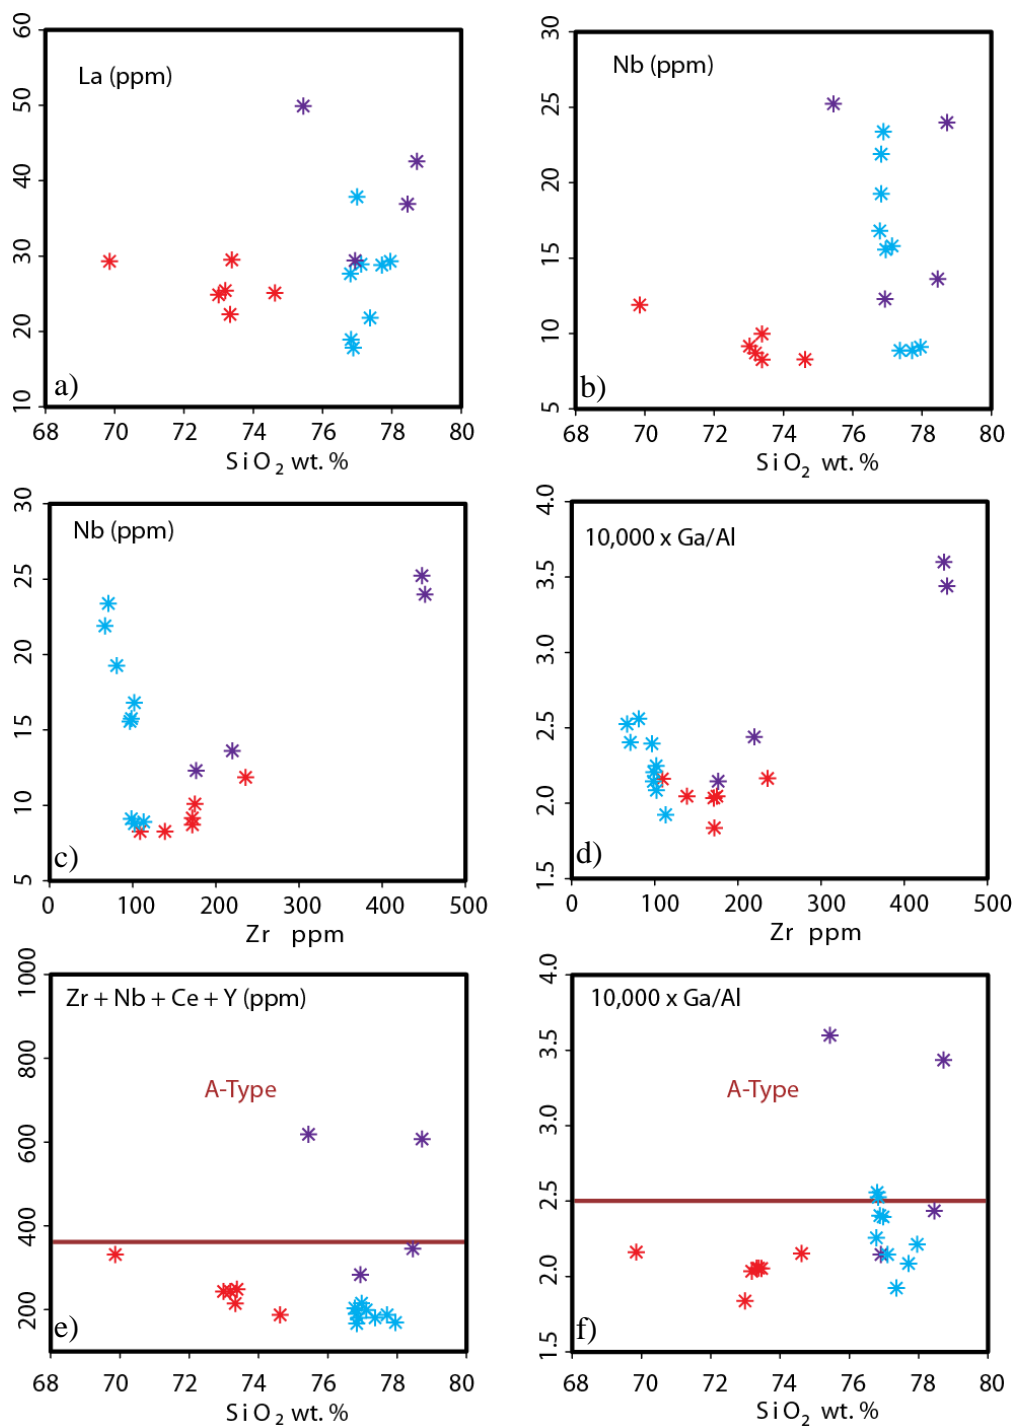 La (ppm)
60
50
40
30
20
10
a)
68 70 72 74 76 78 80
SiO2 wt. %
Nb (ppm)
30
25
20
15
10
5
b)
68 70 72 74 76 78 80
SiO2 wt. %
Nb (ppm)
30
25
20
15
10
5
c)
0 100 200 300 400 500
Zr ppm
10,000 x Ga/Al
4.0
3.5
3.0
2.5
2.0
1.5
d)
0 100 200 300 400 500
Zr ppm
Zr + Nb + Ce + Y (ppm)
A-Type
1000
800
600
400
200
e)
68 70 72 74 76 78 80
SiO2 wt. %
10,000 x Ga/Al
A-Type
4.0
3.5
3.0
2.5
2.0
1.5
f)
68 70 72 74 76 78 80
SiO2 wt. %